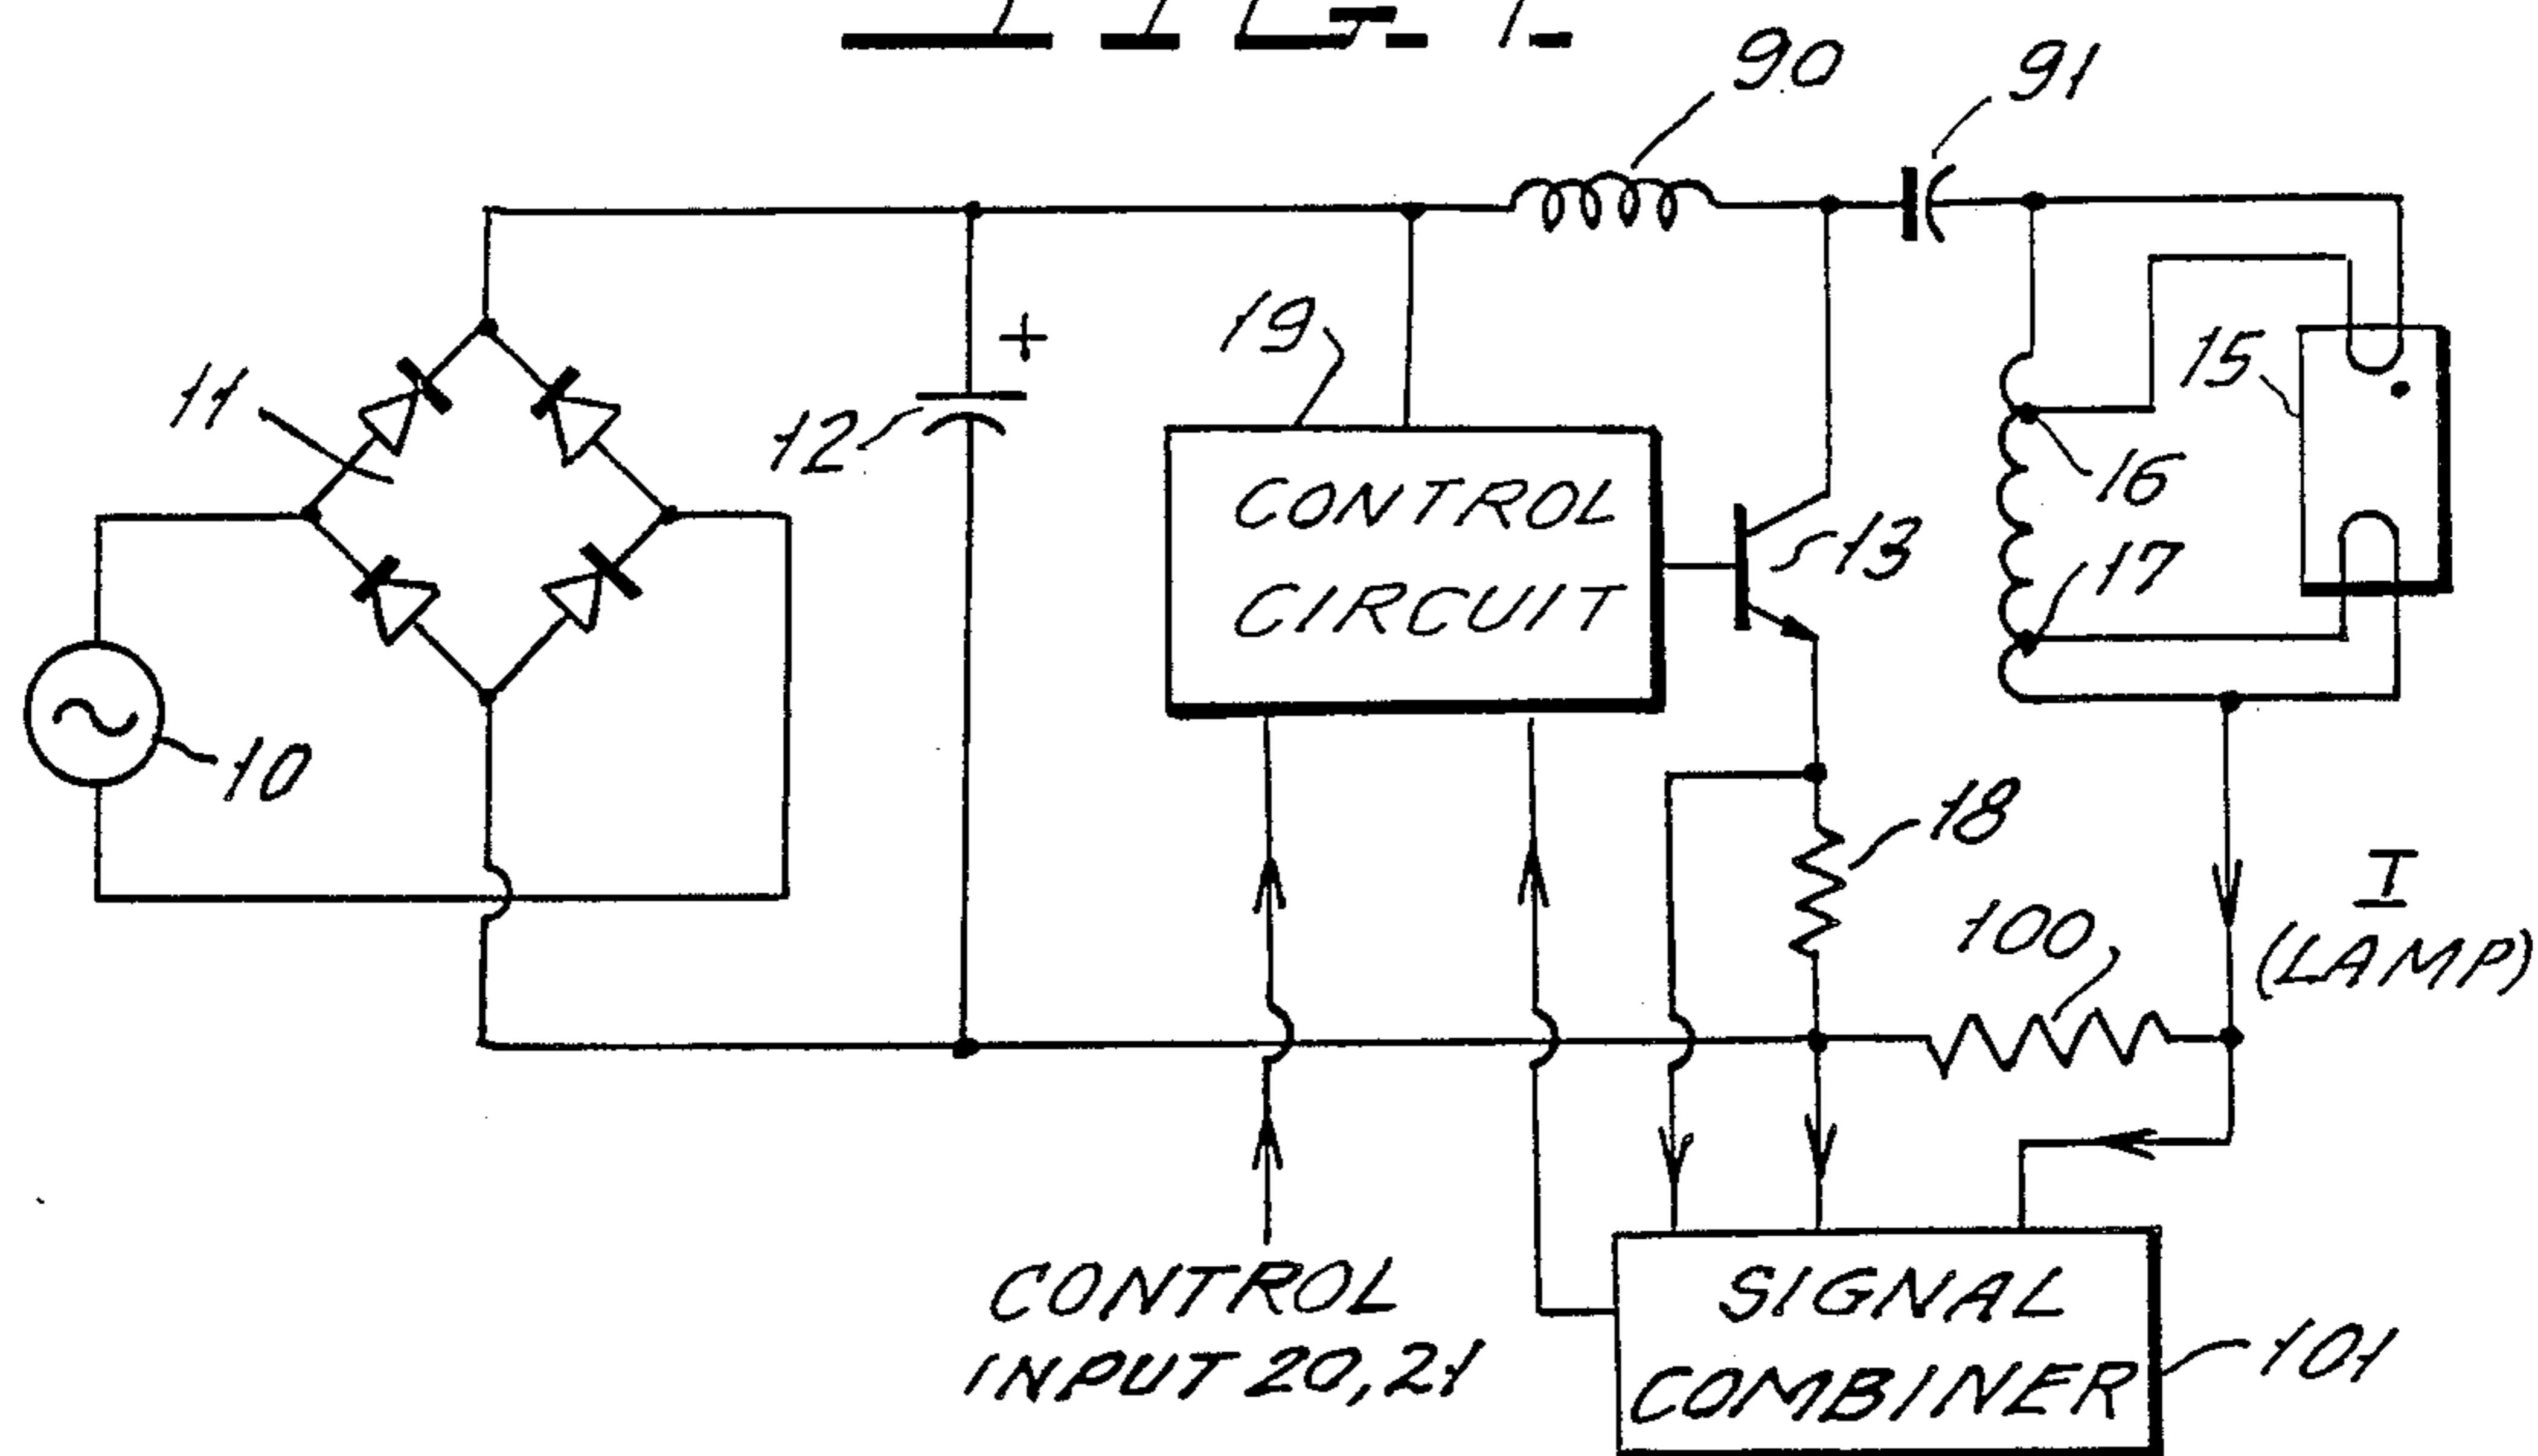 90
91
19
11
+
12
15
CONTROL
CIRCUIT
16
13
17
10
18
I
(LAMP)
100
CONTROL
INPUT 20, 21
SIGNAL
COMBINER
101